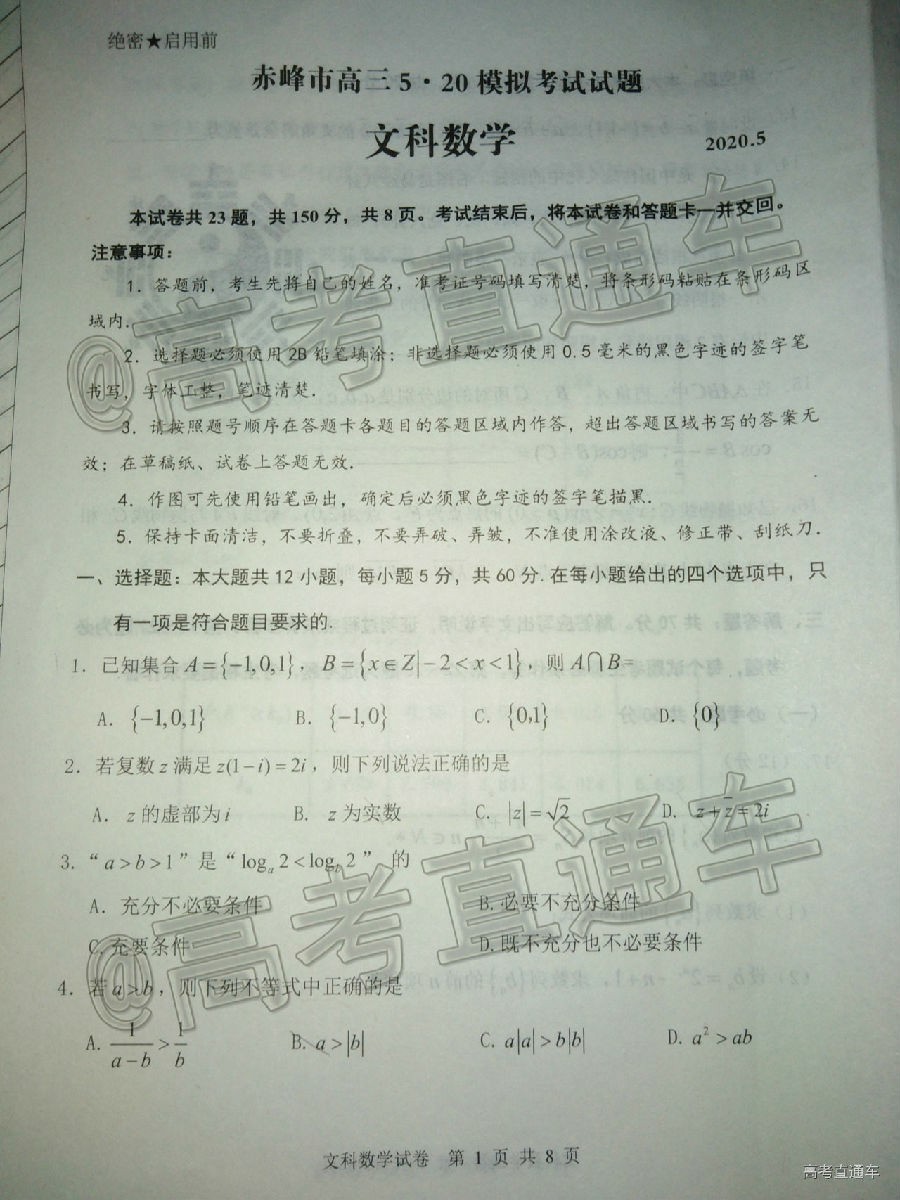 绝密★启用前
赤峰市高三5·20模拟考试试题
文科数学 2020.5
本试卷共23题，共150分，共8页。考试结束后，将本试卷和答题卡一并交回。
注意事项：
1．答题前，考生先将自己的姓名，准考证号码填写清楚，将条形码粘贴在条形码区
域内．
2．选择题必须使用2B铅笔填涂；非选择题必须使用0.5毫米的黑色字迹的签字笔
书写，字体工整，笔迹清楚．
3．请按照题号顺序在答题卡各题目的答题区域内作答，超出答题区域书写的答案无
效；在草稿纸、试卷上答题无效．
4．作图可先使用铅笔画出，确定后必须黑色字迹的签字笔描黑．
5．保持卡面清洁，不要折叠，不要弄破、弄皱，不准使用涂改液、修正带、刮纸刀．
一、选择题：本大题共12小题，每小题5分，共60分．在每小题给出的四个选项中，只
有一项是符合题目要求的．
1．已知集合A={-1,0,1}，B={x∈Z|-2<x<1}，则A∩B=
A．{-1,0,1} B．{-1,0} C．{0,1} D．{0}
2．若复数z满足z(1-i)=2i，则下列说法正确的是
A．z的虚部为i B．z为实数 C．|z|=√2 D．z+z̄=2i
3．“a>b>1”是“logₐ2<log_b2”的
A．充分不必要条件 B.必要不充分条件
C.充要条件 D.既不充分也不必要条件
4．若a>b，则下列不等式中正确的是
A. 1/(a-b)>1/b B. a>|b| C. a|a|>b|b| D. a²>ab
文科数学试卷 第1页共8页
@高考直通车
@高考直通车
高考直通车